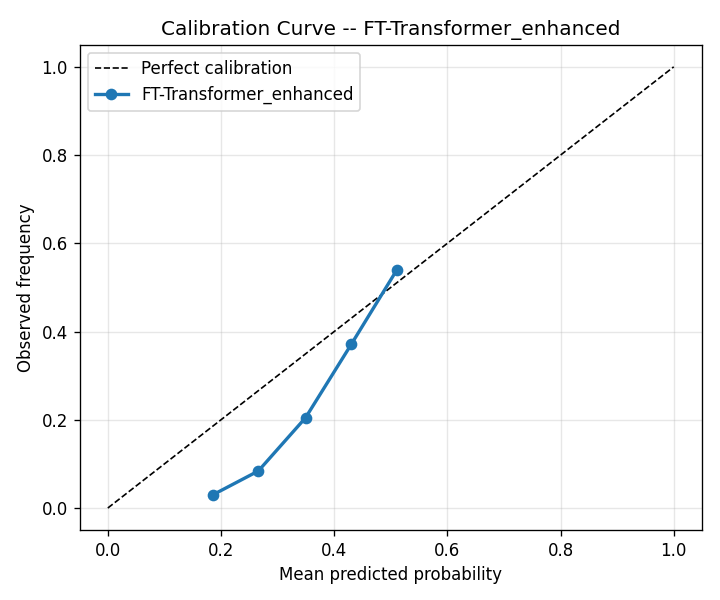 Calibration Curve -- FT-Transformer_enhanced
Perfect calibration
FT-Transformer_enhanced
Observed frequency
1.0
0.8
0.6
0.4
0.2
0.0
0.0 0.2 0.4 0.6 0.8 1.0
Mean predicted probability